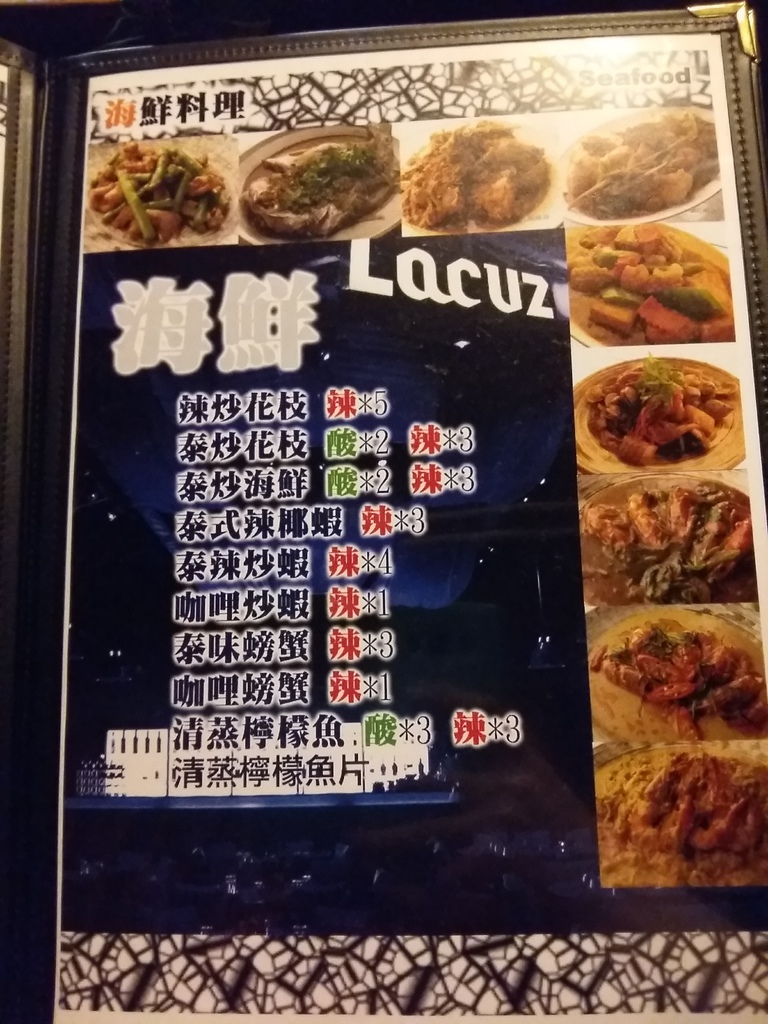 Seafood
海鮮料理
Lacuz
海鮮
辣炒花枝 辣*5
泰炒花枝 酸*2 辣*3
泰炒海鮮 酸*2 辣*3
泰式辣椰蝦 辣*3
泰辣炒蝦 辣*4
咖哩炒蝦 辣*1
泰味螃蟹 辣*3
咖哩螃蟹 辣*1
清蒸檸檬魚 酸*3 辣*3
清蒸檸檬魚片